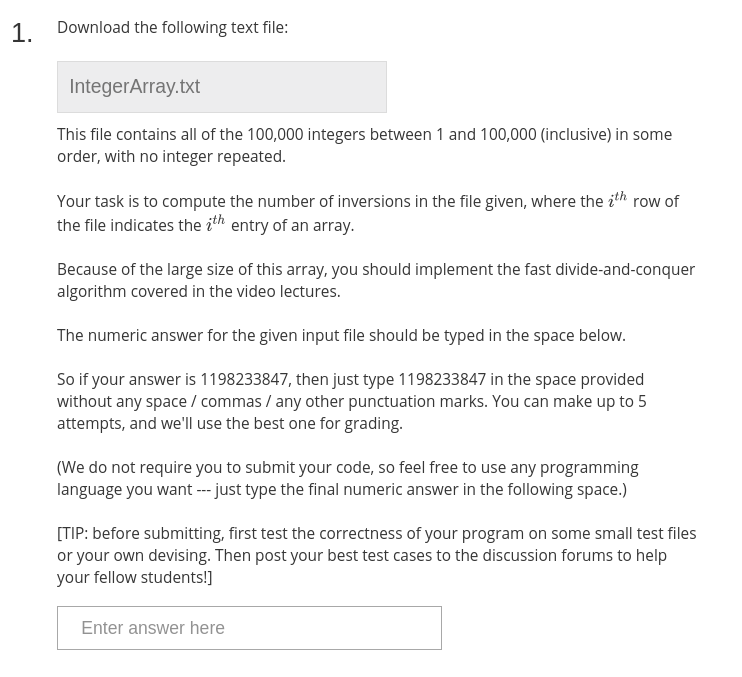 1.
Download the following text file:
IntegerArray.txt
This file contains all of the 100,000 integers between 1 and 100,000 (inclusive) in some
order, with no integer repeated.
Your task is to compute the number of inversions in the file given, where the i^th row of
the file indicates the i^th entry of an array.
Because of the large size of this array, you should implement the fast divide-and-conquer
algorithm covered in the video lectures.
The numeric answer for the given input file should be typed in the space below.
So if your answer is 1198233847, then just type 1198233847 in the space provided
without any space / commas / any other punctuation marks. You can make up to 5
attempts, and we'll use the best one for grading.
(We do not require you to submit your code, so feel free to use any programming
language you want --- just type the final numeric answer in the following space.)
[TIP: before submitting, first test the correctness of your program on some small test files
or your own devising. Then post your best test cases to the discussion forums to help
your fellow students!]
Enter answer here